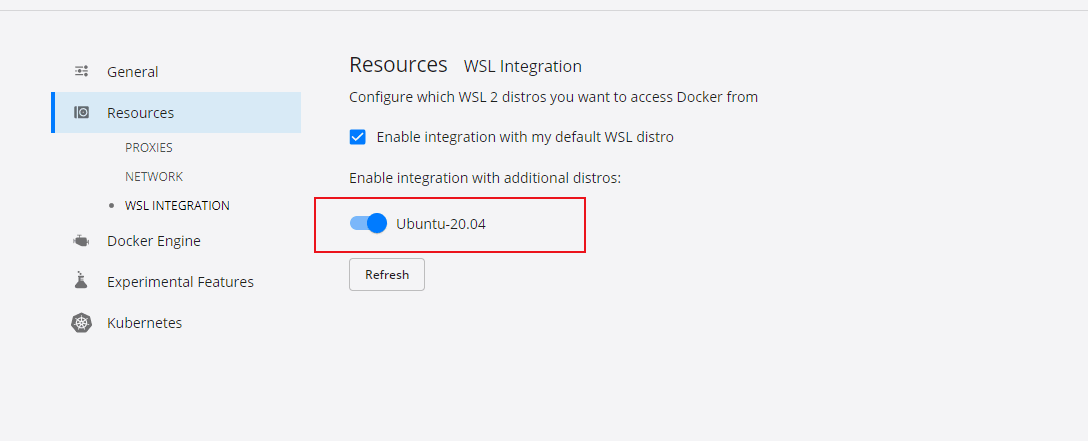 General
Resources
PROXIES
NETWORK
WSL INTEGRATION
Docker Engine
Experimental Features
Kubernetes
Resources WSL Integration
Configure which WSL 2 distros you want to access Docker from
Enable integration with my default WSL distro
Enable integration with additional distros:
Ubuntu-20.04
Refresh